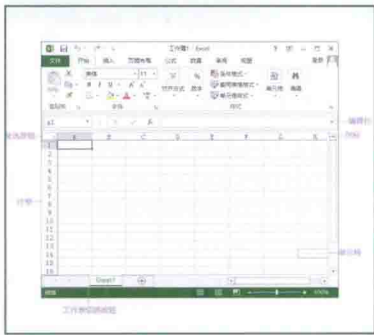 工作簿1 - Excel
文件 开始 插入 页面布局 公式 数据 审阅 视图 登录
宋体 11
粘贴 B I U 对齐方式 数字 条件格式 单元格 编辑
套用表格格式
单元格样式
剪贴板 字体 样式
A1
编辑栏
全选按钮 A B C D E F G H 列标
1
2
3
4
5
6
7
行号
8
9
10
11
12
13
14 单元格
15
16
Sheet1
就绪 100%
工作表切换按钮